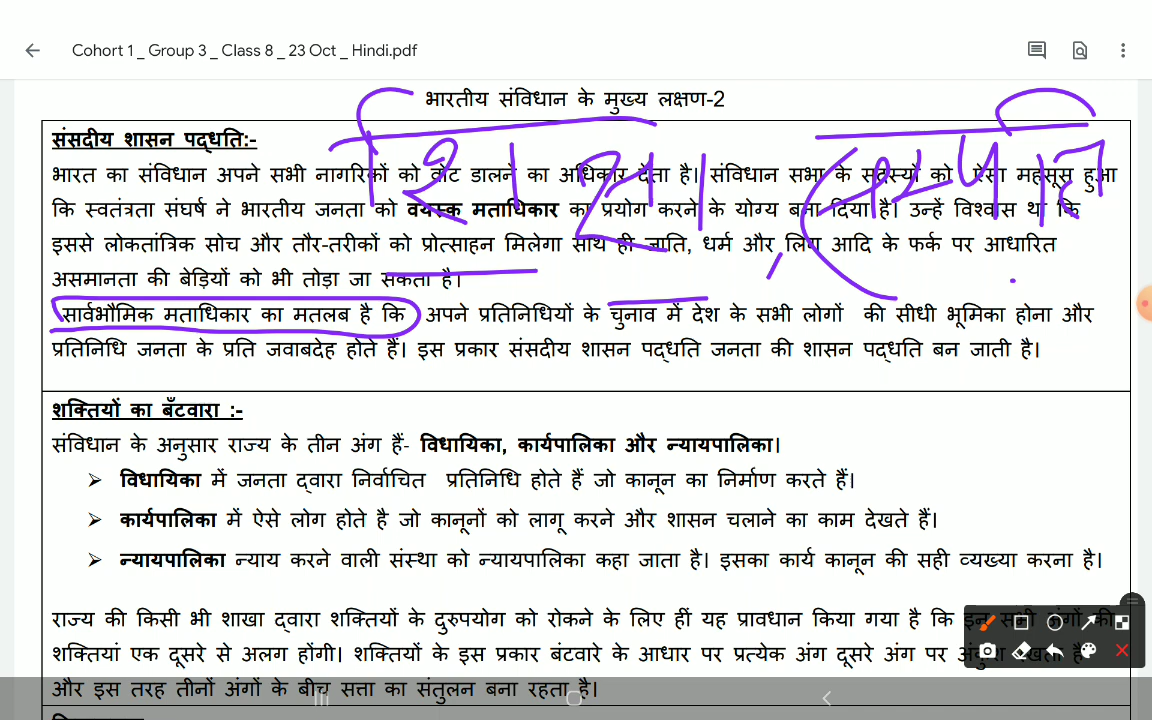 Cohort 1 _ Group 3 _ Class 8 _ 23 Oct _ Hindi.pdf
भारतीय संविधान के मुख्य लक्षण-2
संसदीय शासन पद्धति:-
भारत का संविधान अपने सभी नागरिकों को वोट डालने का अधिकार देता है। संविधान सभा के सदस्यों को ऐसा महसूस हुआ
कि स्वतंत्रता संघर्ष ने भारतीय जनता को वयस्क मताधिकार का प्रयोग करने के योग्य बना दिया है। उन्हें विश्वास था कि
इससे लोकतांत्रिक सोच और तौर-तरीकों को प्रोत्साहन मिलेगा साथ ही जाति, धर्म और लिंग आदि के फर्क पर आधारित
असमानता की बेड़ियों को भी तोड़ा जा सकता है।
सार्वभौमिक मताधिकार का मतलब है कि अपने प्रतिनिधियों के चुनाव में देश के सभी लोगों की सीधी भूमिका होना और
प्रतिनिधि जनता के प्रति जवाबदेह होते हैं। इस प्रकार संसदीय शासन पद्धति जनता की शासन पद्धति बन जाती है।
शक्तियों का बँटवारा :-
संविधान के अनुसार राज्य के तीन अंग हैं- विधायिका, कार्यपालिका और न्यायपालिका।
➢ विधायिका में जनता द्वारा निर्वाचित प्रतिनिधि होते हैं जो कानून का निर्माण करते हैं।
➢ कार्यपालिका में ऐसे लोग होते है जो कानूनों को लागू करने और शासन चलाने का काम देखते हैं।
➢ न्यायपालिका न्याय करने वाली संस्था को न्यायपालिका कहा जाता है। इसका कार्य कानून की सही व्यख्या करना है।
राज्य की किसी भी शाखा द्वारा शक्तियों के दुरुपयोग को रोकने के लिए हीं यह प्रावधान किया गया है कि इन सभी अंगों की
शक्तियां एक दूसरे से अलग होंगी। शक्तियों के इस प्रकार बंटवारे के आधार पर प्रत्येक अंग दूसरे अंग पर अंकुश रखता है
और इस तरह तीनों अंगों के बीच सत्ता का संतुलन बना रहता है।